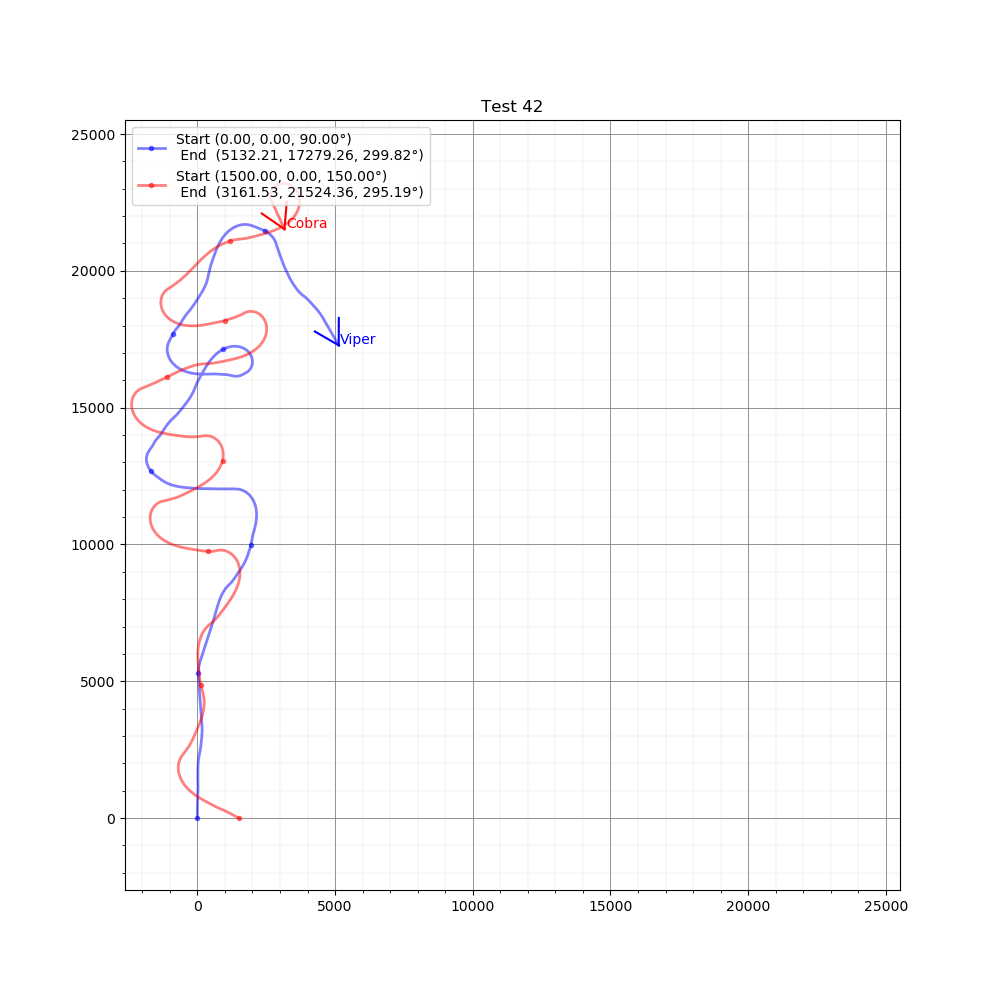 Test 42
Start (0.00, 0.00, 90.00°)
End (5132.21, 17279.26, 299.82°)
Start (1500.00, 0.00, 150.00°)
End (3161.53, 21524.36, 295.19°)
Cobra
Viper
25000
20000
15000
10000
5000
0
0 5000 10000 15000 20000 25000